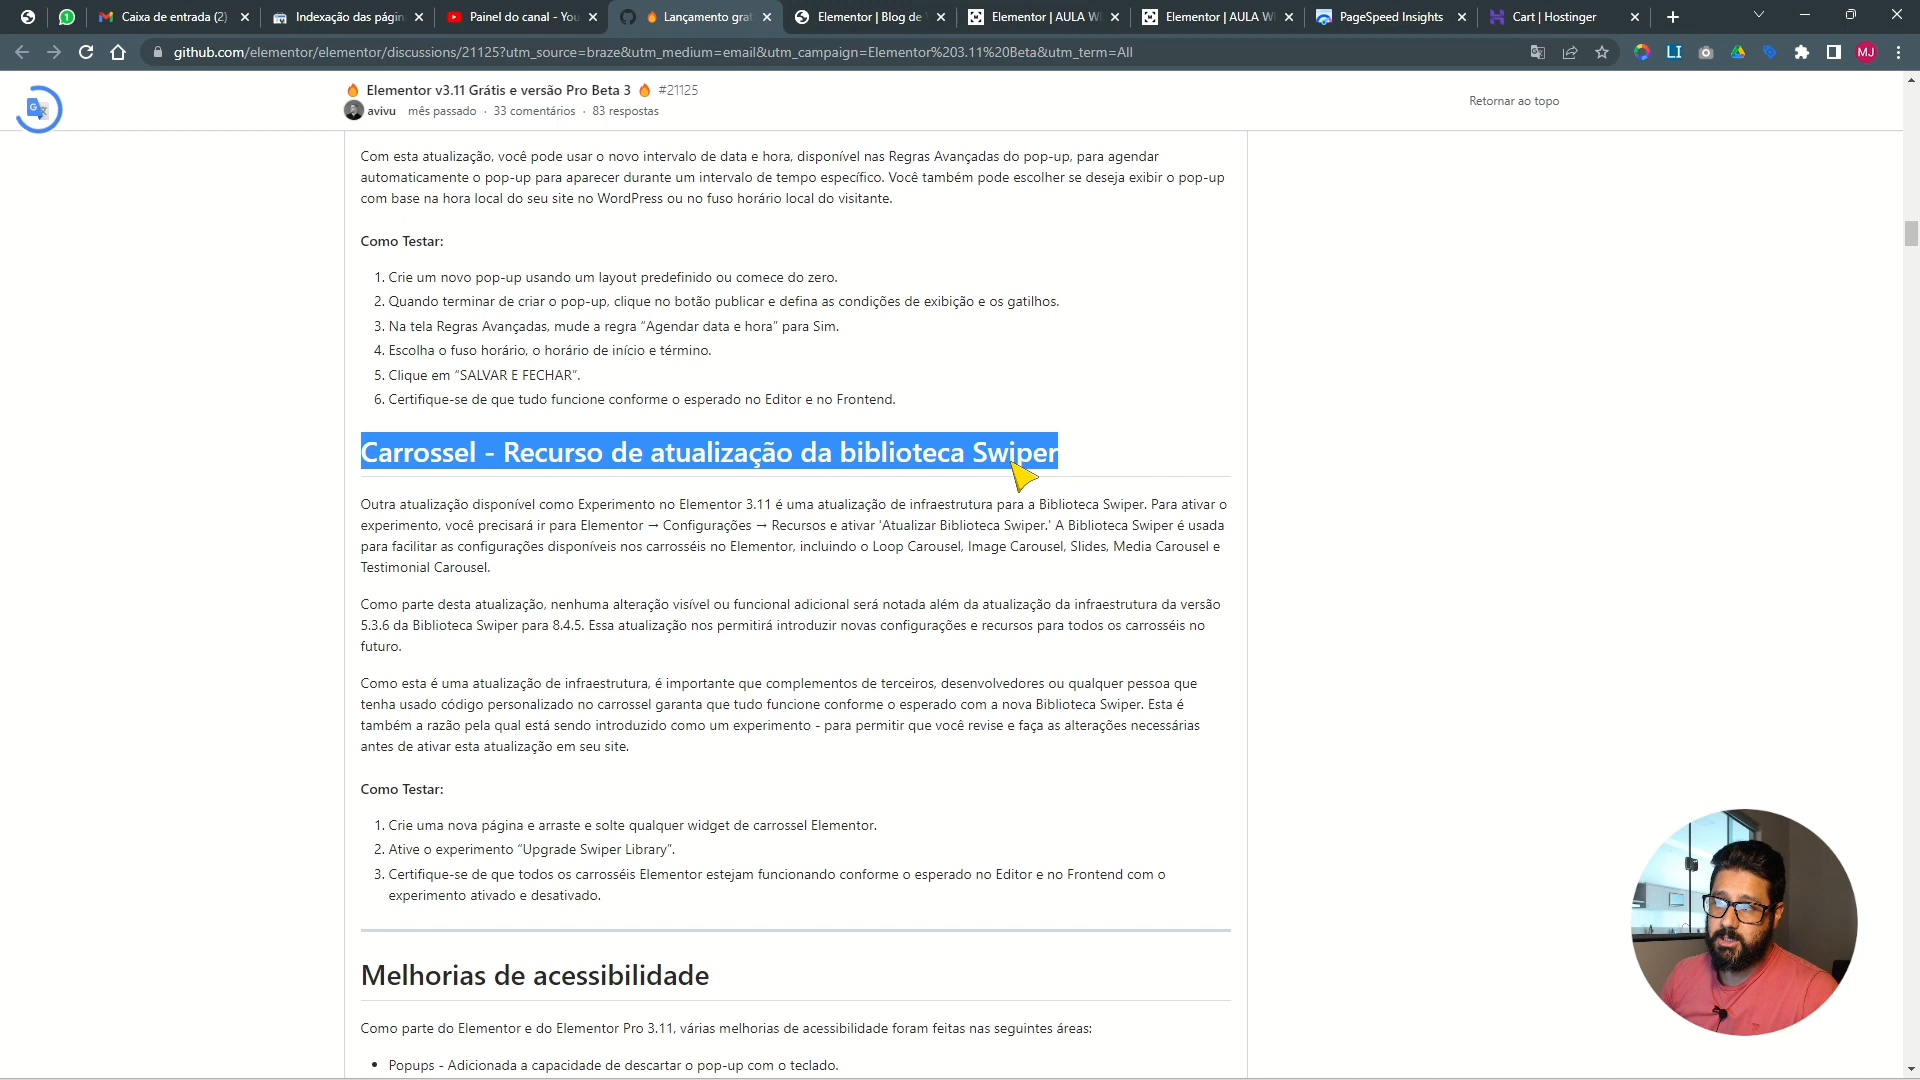 Caixa de entrada (2)
Indexação das págin
Painel do canal - You
Lançamento grat
Elementor | Blog de
Elementor | AULA W
Elementor | AULA W
PageSpeed Insights
Cart | Hostinger
github.com/elementor/elementor/discussions/21125?utm_source=braze&utm_medium=email&utm_campaign=Elementor%203.11%20Beta&utm_term=All
LI
MJ
Elementor v3.11 Grátis e versão Pro Beta 3 🔥 #21125
avivu mês passado · 33 comentários · 83 respostas
Retornar ao topo
Com esta atualização, você pode usar o novo intervalo de data e hora, disponível nas Regras Avançadas do pop-up, para agendar
automaticamente o pop-up para aparecer durante um intervalo de tempo específico. Você também pode escolher se deseja exibir o pop-up
com base na hora local do seu site no WordPress ou no fuso horário local do visitante.
Como Testar:
1. Crie um novo pop-up usando um layout predefinido ou comece do zero.
2. Quando terminar de criar o pop-up, clique no botão publicar e defina as condições de exibição e os gatilhos.
3. Na tela Regras Avançadas, mude a regra “Agendar data e hora” para Sim.
4. Escolha o fuso horário, o horário de início e término.
5. Clique em “SALVAR E FECHAR”.
6. Certifique-se de que tudo funcione conforme o esperado no Editor e no Frontend.
Carrossel - Recurso de atualização da biblioteca Swiper
Outra atualização disponível como Experimento no Elementor 3.11 é uma atualização de infraestrutura para a Biblioteca Swiper. Para ativar o
experimento, você precisará ir para Elementor → Configurações → Recursos e ativar 'Atualizar Biblioteca Swiper.' A Biblioteca Swiper é usada
para facilitar as configurações disponíveis nos carrosséis no Elementor, incluindo o Loop Carousel, Image Carousel, Slides, Media Carousel e
Testimonial Carousel.
Como parte desta atualização, nenhuma alteração visível ou funcional adicional será notada além da atualização da infraestrutura da versão
5.3.6 da Biblioteca Swiper para 8.4.5. Essa atualização nos permitirá introduzir novas configurações e recursos para todos os carrosséis no
futuro.
Como esta é uma atualização de infraestrutura, é importante que complementos de terceiros, desenvolvedores ou qualquer pessoa que
tenha usado código personalizado no carrossel garanta que tudo funcione conforme o esperado com a nova Biblioteca Swiper. Esta é
também a razão pela qual está sendo introduzido como um experimento - para permitir que você revise e faça as alterações necessárias
antes de ativar esta atualização em seu site.
Como Testar:
1. Crie uma nova página e arraste e solte qualquer widget de carrossel Elementor.
2. Ative o experimento “Upgrade Swiper Library”.
3. Certifique-se de que todos os carrosséis Elementor estejam funcionando conforme o esperado no Editor e no Frontend com o
experimento ativado e desativado.
Melhorias de acessibilidade
Como parte do Elementor e do Elementor Pro 3.11, várias melhorias de acessibilidade foram feitas nas seguintes áreas:
• Popups - Adicionada a capacidade de descartar o pop-up com o teclado.